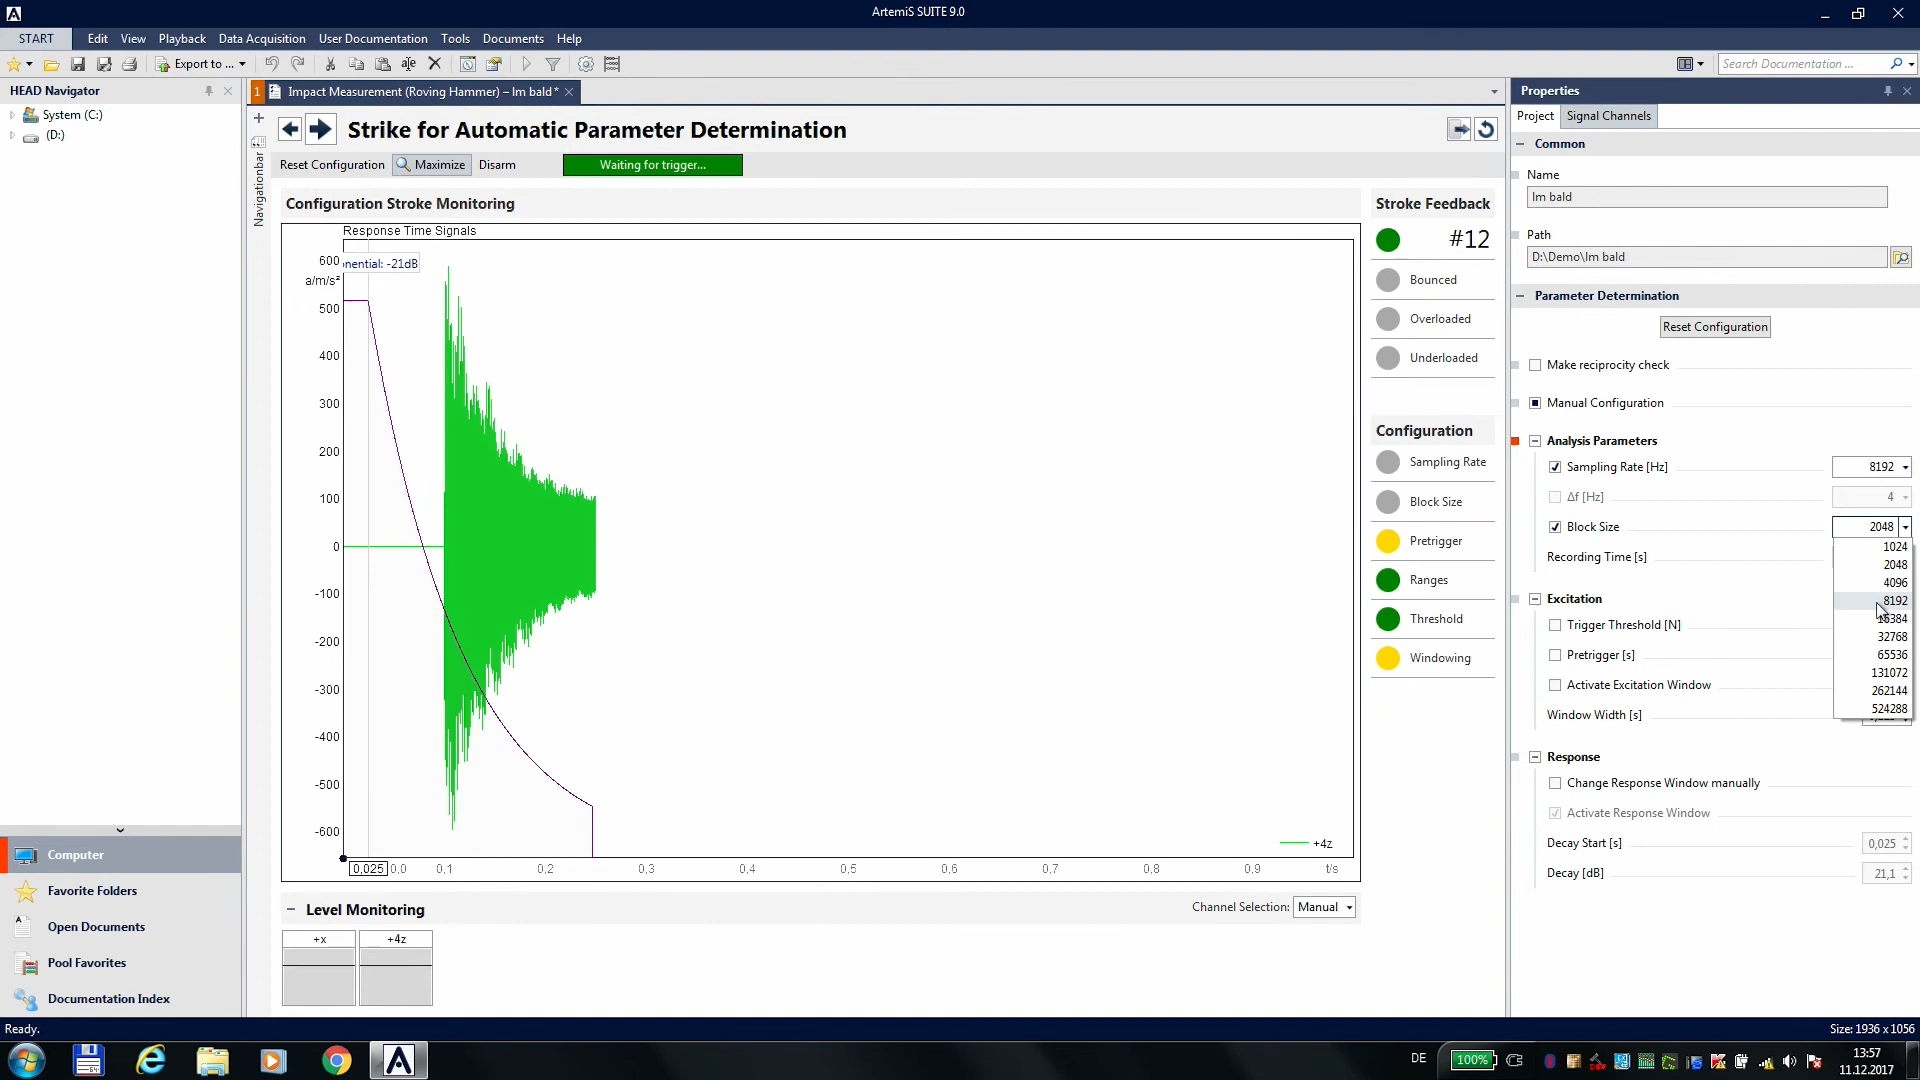 ArtemiS SUITE 9.0
START Edit View Playback Data Acquisition User Documentation Tools Documents Help
Export to ...
Search Documentation ...
HEAD Navigator
System (C:)
(D:)
Computer
Favorite Folders
Open Documents
Pool Favorites
Documentation Index
1 Impact Measurement (Roving Hammer) – Im bald *
Navigationbar
Strike for Automatic Parameter Determination
Reset Configuration Maximize Disarm Waiting for trigger...
Configuration Stroke Monitoring
Response Time Signals
nential: -21dB
600
a/m/s²
500
400
300
200
100
0
-100
-200
-300
-400
-500
-600
+4z
0,025 0,0 0,1 0,2 0,3 0,4 0,5 0,6 0,7 0,8 0,9 t/s
Level Monitoring
Channel Selection: Manual
+x +4z
Stroke Feedback
#12
Bounced
Overloaded
Underloaded
Configuration
Sampling Rate
Block Size
Pretrigger
Ranges
Threshold
Windowing
Properties
Project Signal Channels
Common
Name
Im bald
Path
D:\Demo\Im bald
Parameter Determination
Reset Configuration
Make reciprocity check
Manual Configuration
Analysis Parameters
Sampling Rate [Hz] 8192
Δf [Hz] 4
Block Size 2048
1024
2048
4096
8192
16384
32768
65536
131072
262144
524288
Recording Time [s]
Excitation
Trigger Threshold [N]
Pretrigger [s]
Activate Excitation Window
Window Width [s]
Response
Change Response Window manually
Activate Response Window
Decay Start [s] 0,025
Decay [dB] 21,1
Ready.
Size: 1936 x 1056
DE
100%
13:57
11.12.2017